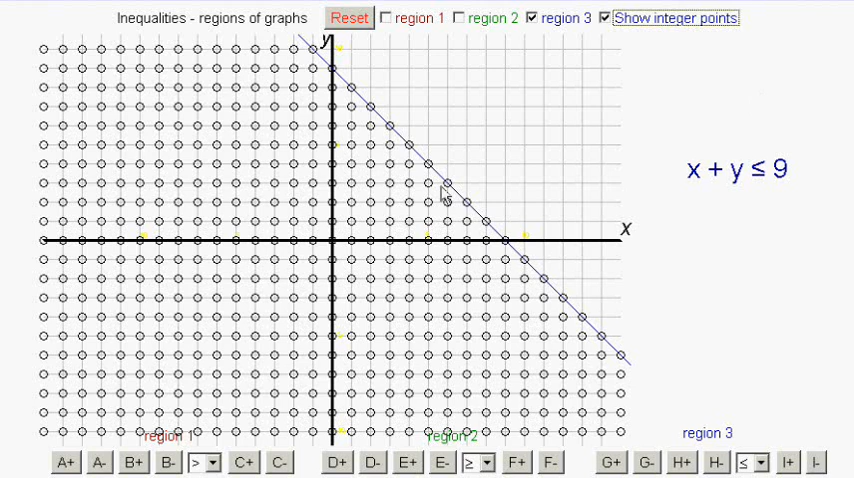 Inequalities - regions of graphs Reset region 1 region 2 region 3 Show integer points
y
x + y ≤ 9
x
region 1 region 2 region 3
A+ A- B+ B- > C+ C- D+ D- E+ E- ≥ F+ F- G+ G- H+ H- ≤ I+ I-